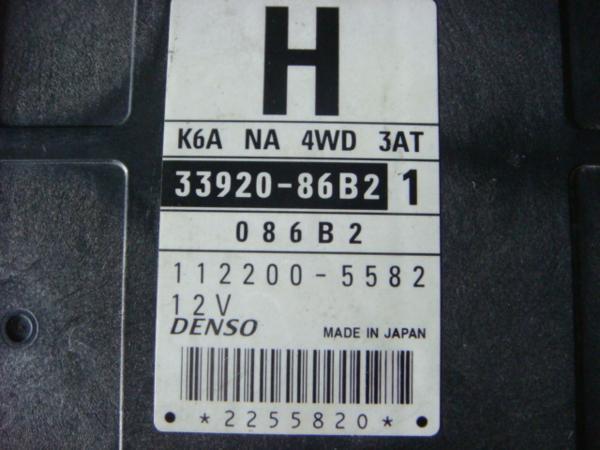 H
K6A NA 4WD 3AT
33920-86B2 1
086B2
112200-5582
12V
DENSO MADE IN JAPAN
*2255820*